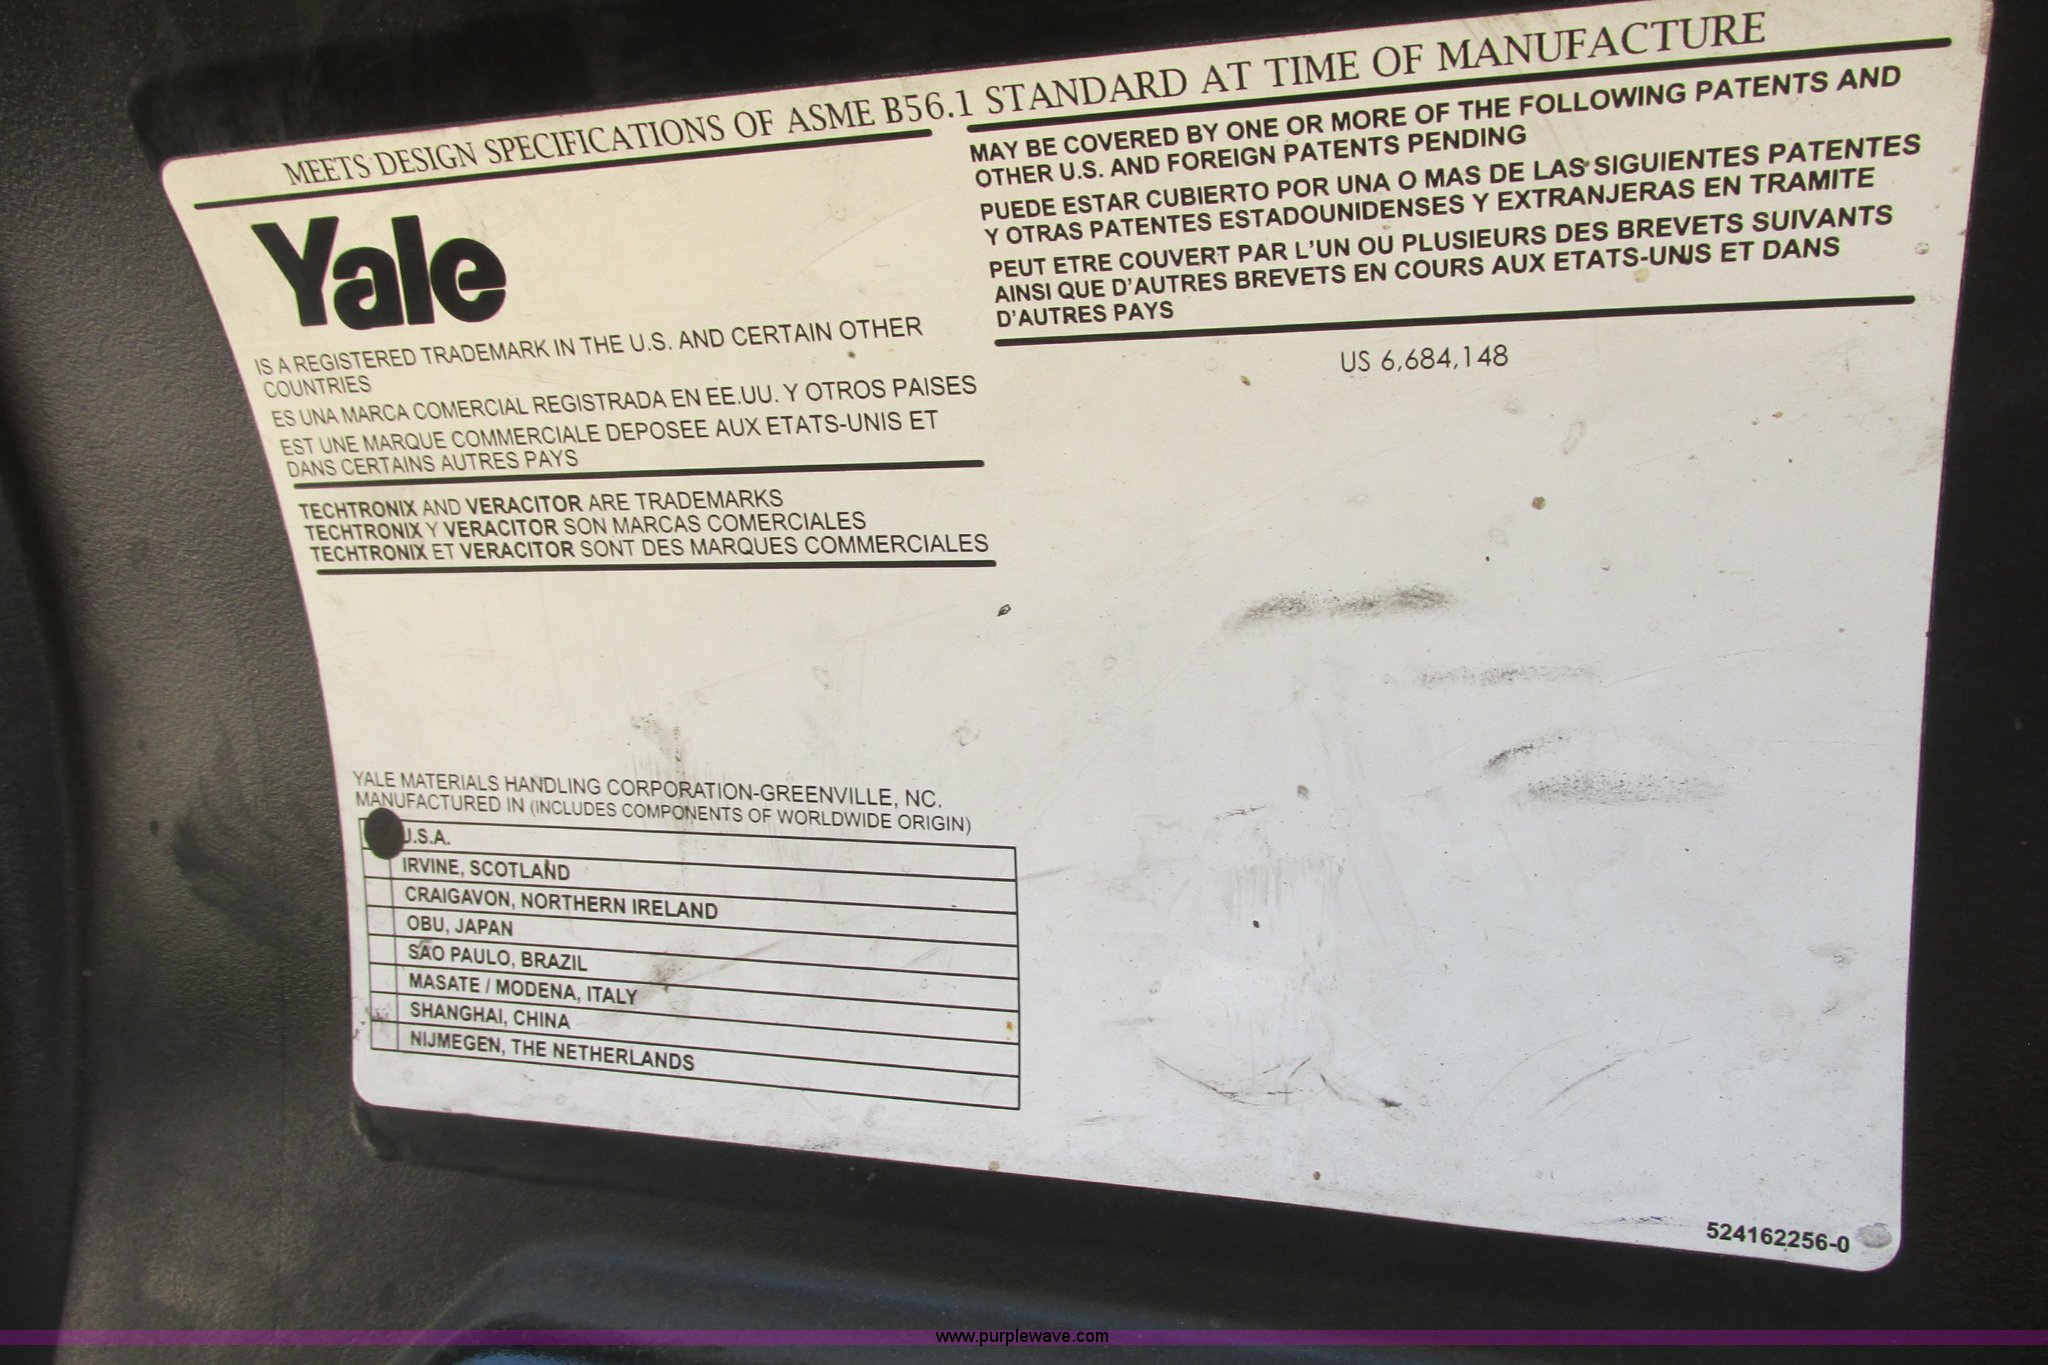 MEETS DESIGN SPECIFICATIONS OF ASME B56.1 STANDARD AT TIME OF MANUFACTURE
Yale
IS A REGISTERED TRADEMARK IN THE U.S. AND CERTAIN OTHER
COUNTRIES
ES UNA MARCA COMERCIAL REGISTRADA EN EE.UU. Y OTROS PAISES
EST UNE MARQUE COMMERCIALE DEPOSEE AUX ETATS-UNIS ET
DANS CERTAINS AUTRES PAYS
TECHTRONIX AND VERACITOR ARE TRADEMARKS
TECHTRONIX Y VERACITOR SON MARCAS COMERCIALES
TECHTRONIX ET VERACITOR SONT DES MARQUES COMMERCIALES
YALE MATERIALS HANDLING CORPORATION-GREENVILLE, NC.
MANUFACTURED IN (INCLUDES COMPONENTS OF WORLDWIDE ORIGIN)
U.S.A.
IRVINE, SCOTLAND
CRAIGAVON, NORTHERN IRELAND
OBU, JAPAN
SAO PAULO, BRAZIL
MASATE / MODENA, ITALY
SHANGHAI, CHINA
NIJMEGEN, THE NETHERLANDS
MAY BE COVERED BY ONE OR MORE OF THE FOLLOWING PATENTS AND
OTHER U.S. AND FOREIGN PATENTS PENDING
PUEDE ESTAR CUBIERTO POR UNA O MAS DE LAS SIGUIENTES PATENTES
Y OTRAS PATENTES ESTADOUNIDENSES Y EXTRANJERAS EN TRAMITE
PEUT ETRE COUVERT PAR L'UN OU PLUSIEURS DES BREVETS SUIVANTS
AINSI QUE D'AUTRES BREVETS EN COURS AUX ETATS-UNIS ET DANS
D'AUTRES PAYS
US 6,684,148
524162256-0
www.purplewave.com